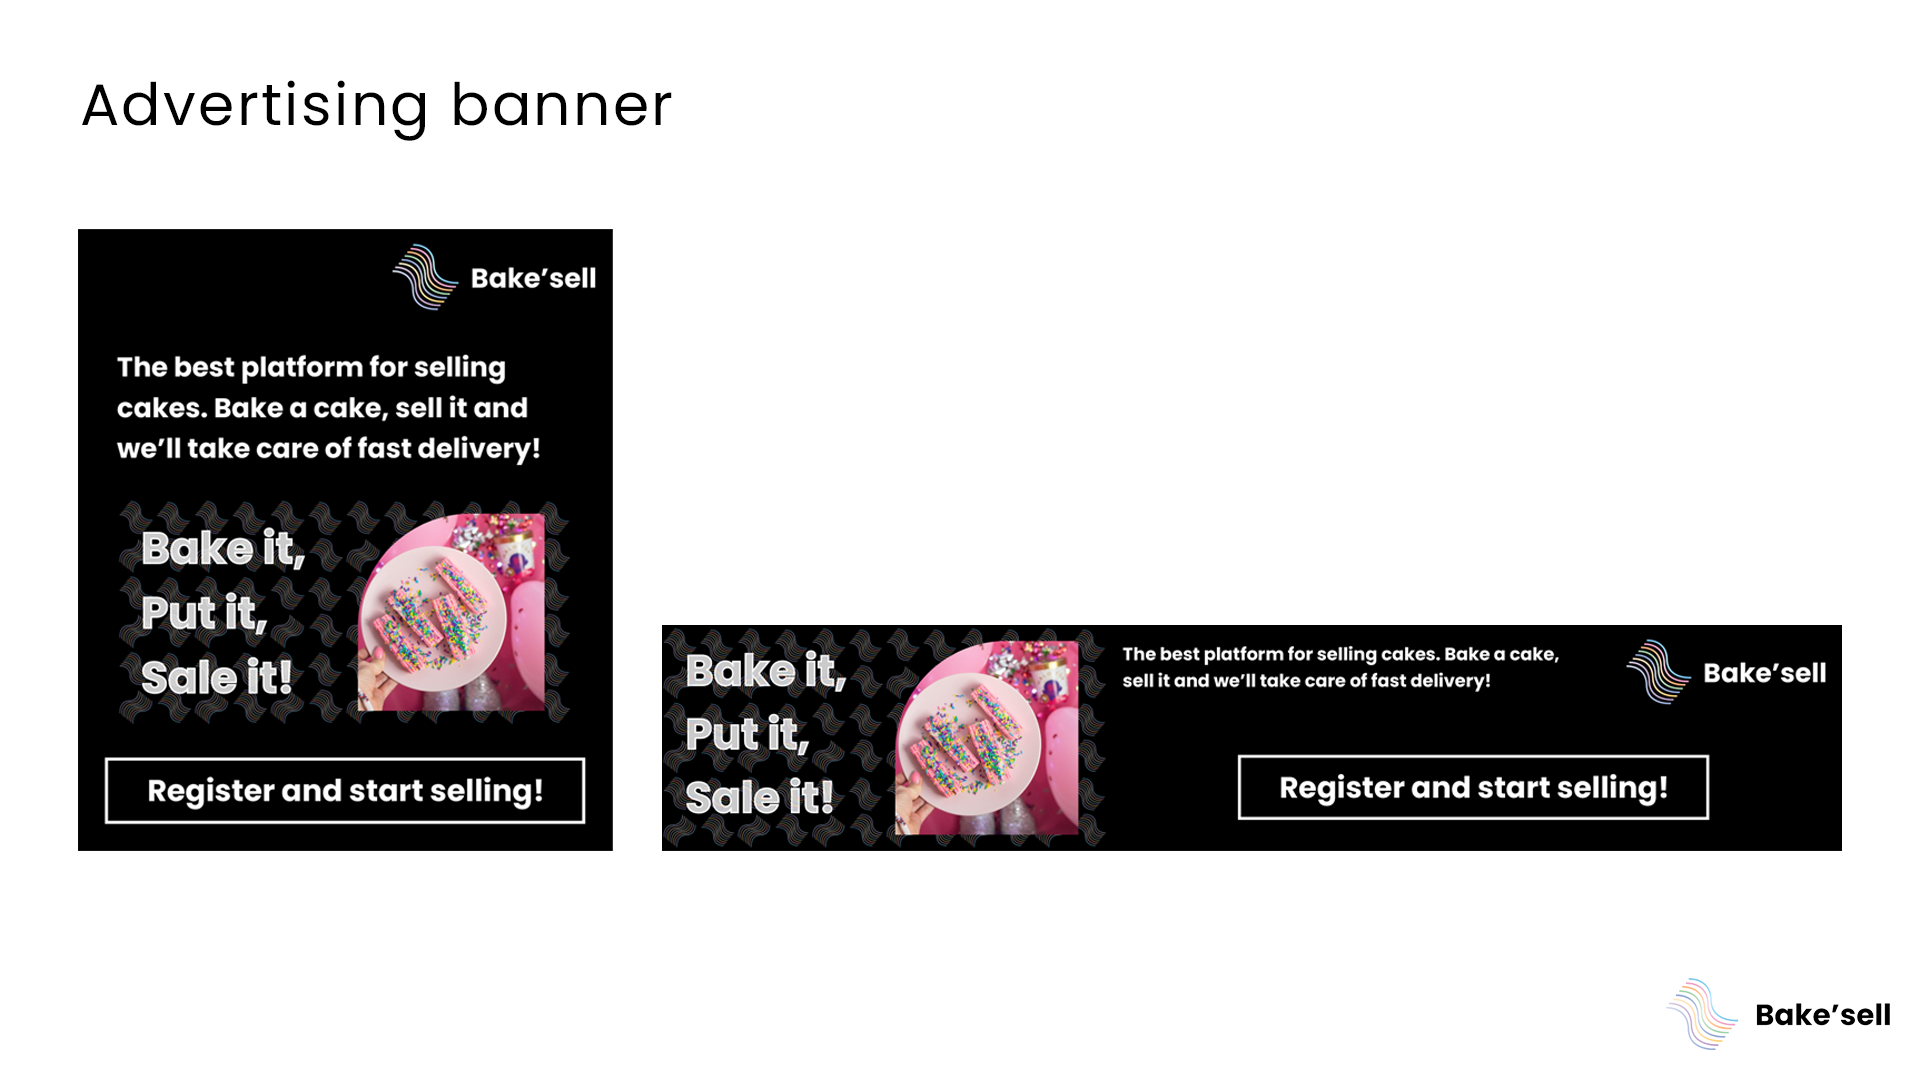 Advertising banner
Bake’sell
The best platform for selling
cakes. Bake a cake, sell it and
we’ll take care of fast delivery!
Bake it,
Put it,
Sale it!
Register and start selling!
Bake it,
Put it,
Sale it!
The best platform for selling cakes. Bake a cake,
sell it and we’ll take care of fast delivery!
Bake’sell
Register and start selling!
Bake’sell